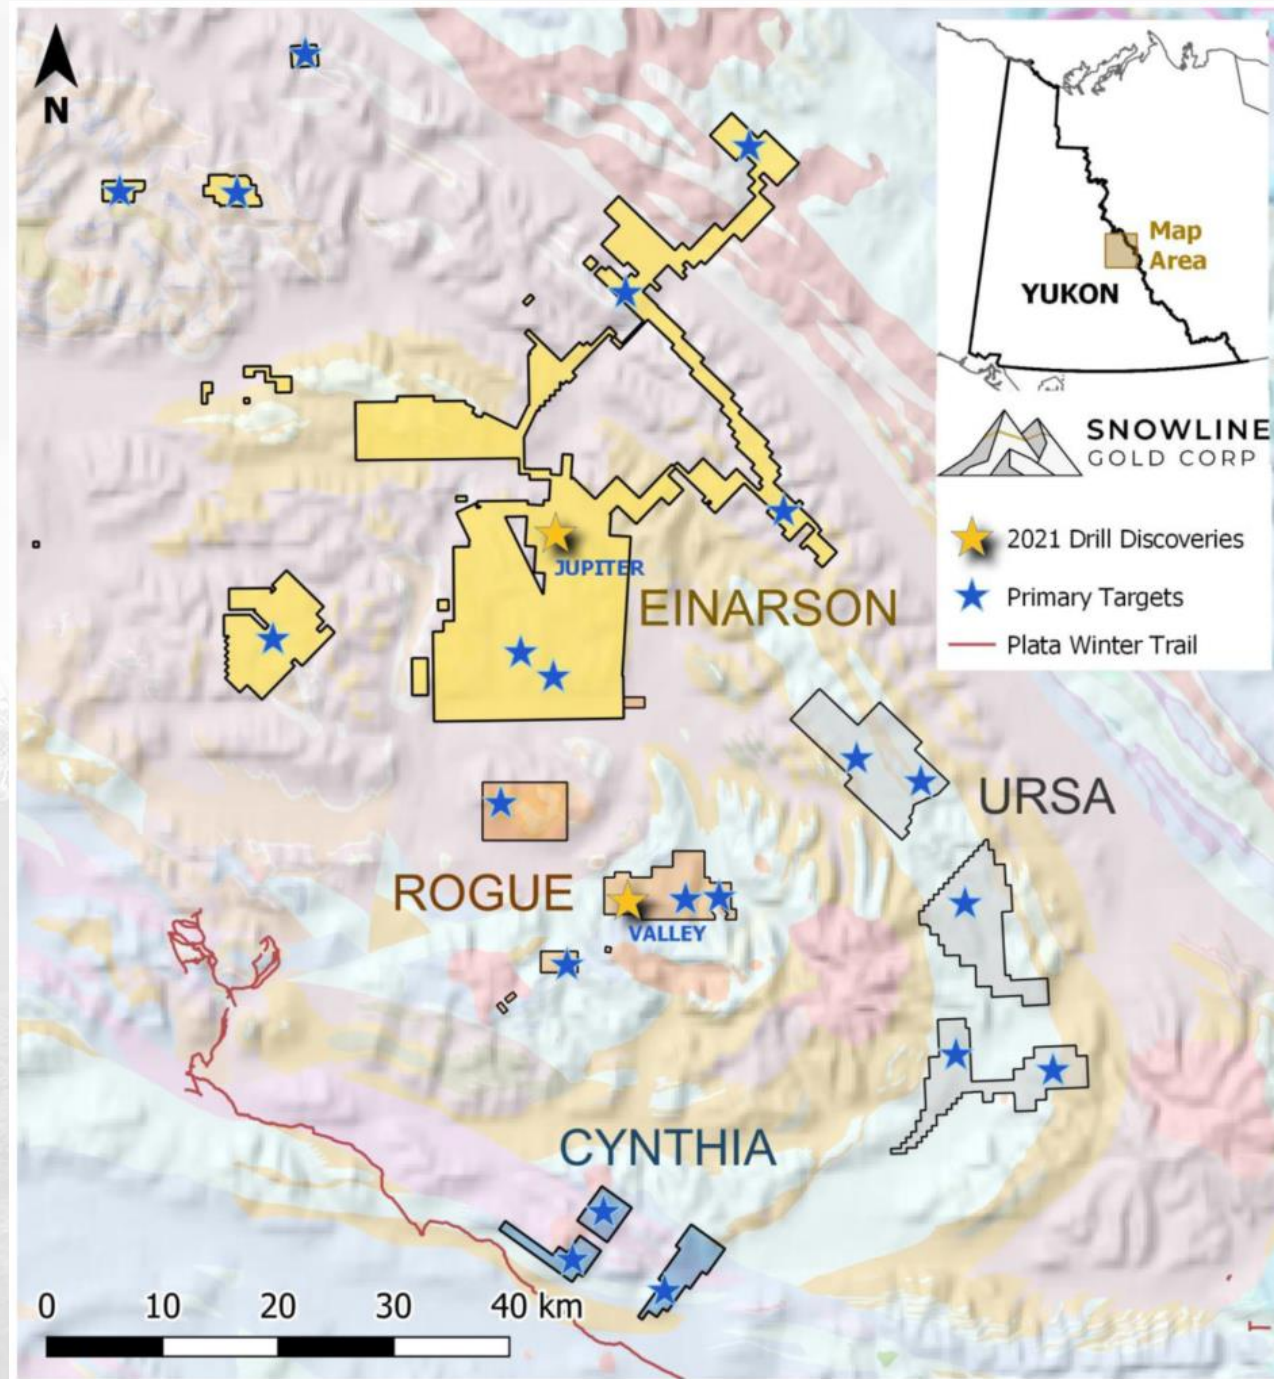 N
Map
Area
YUKON
SNOWLINE
GOLD CORP
2021 Drill Discoveries
Primary Targets
Plata Winter Trail
JUPITER
EINARSON
URSA
ROGUE
VALLEY
CYNTHIA
0 10 20 30 40 km